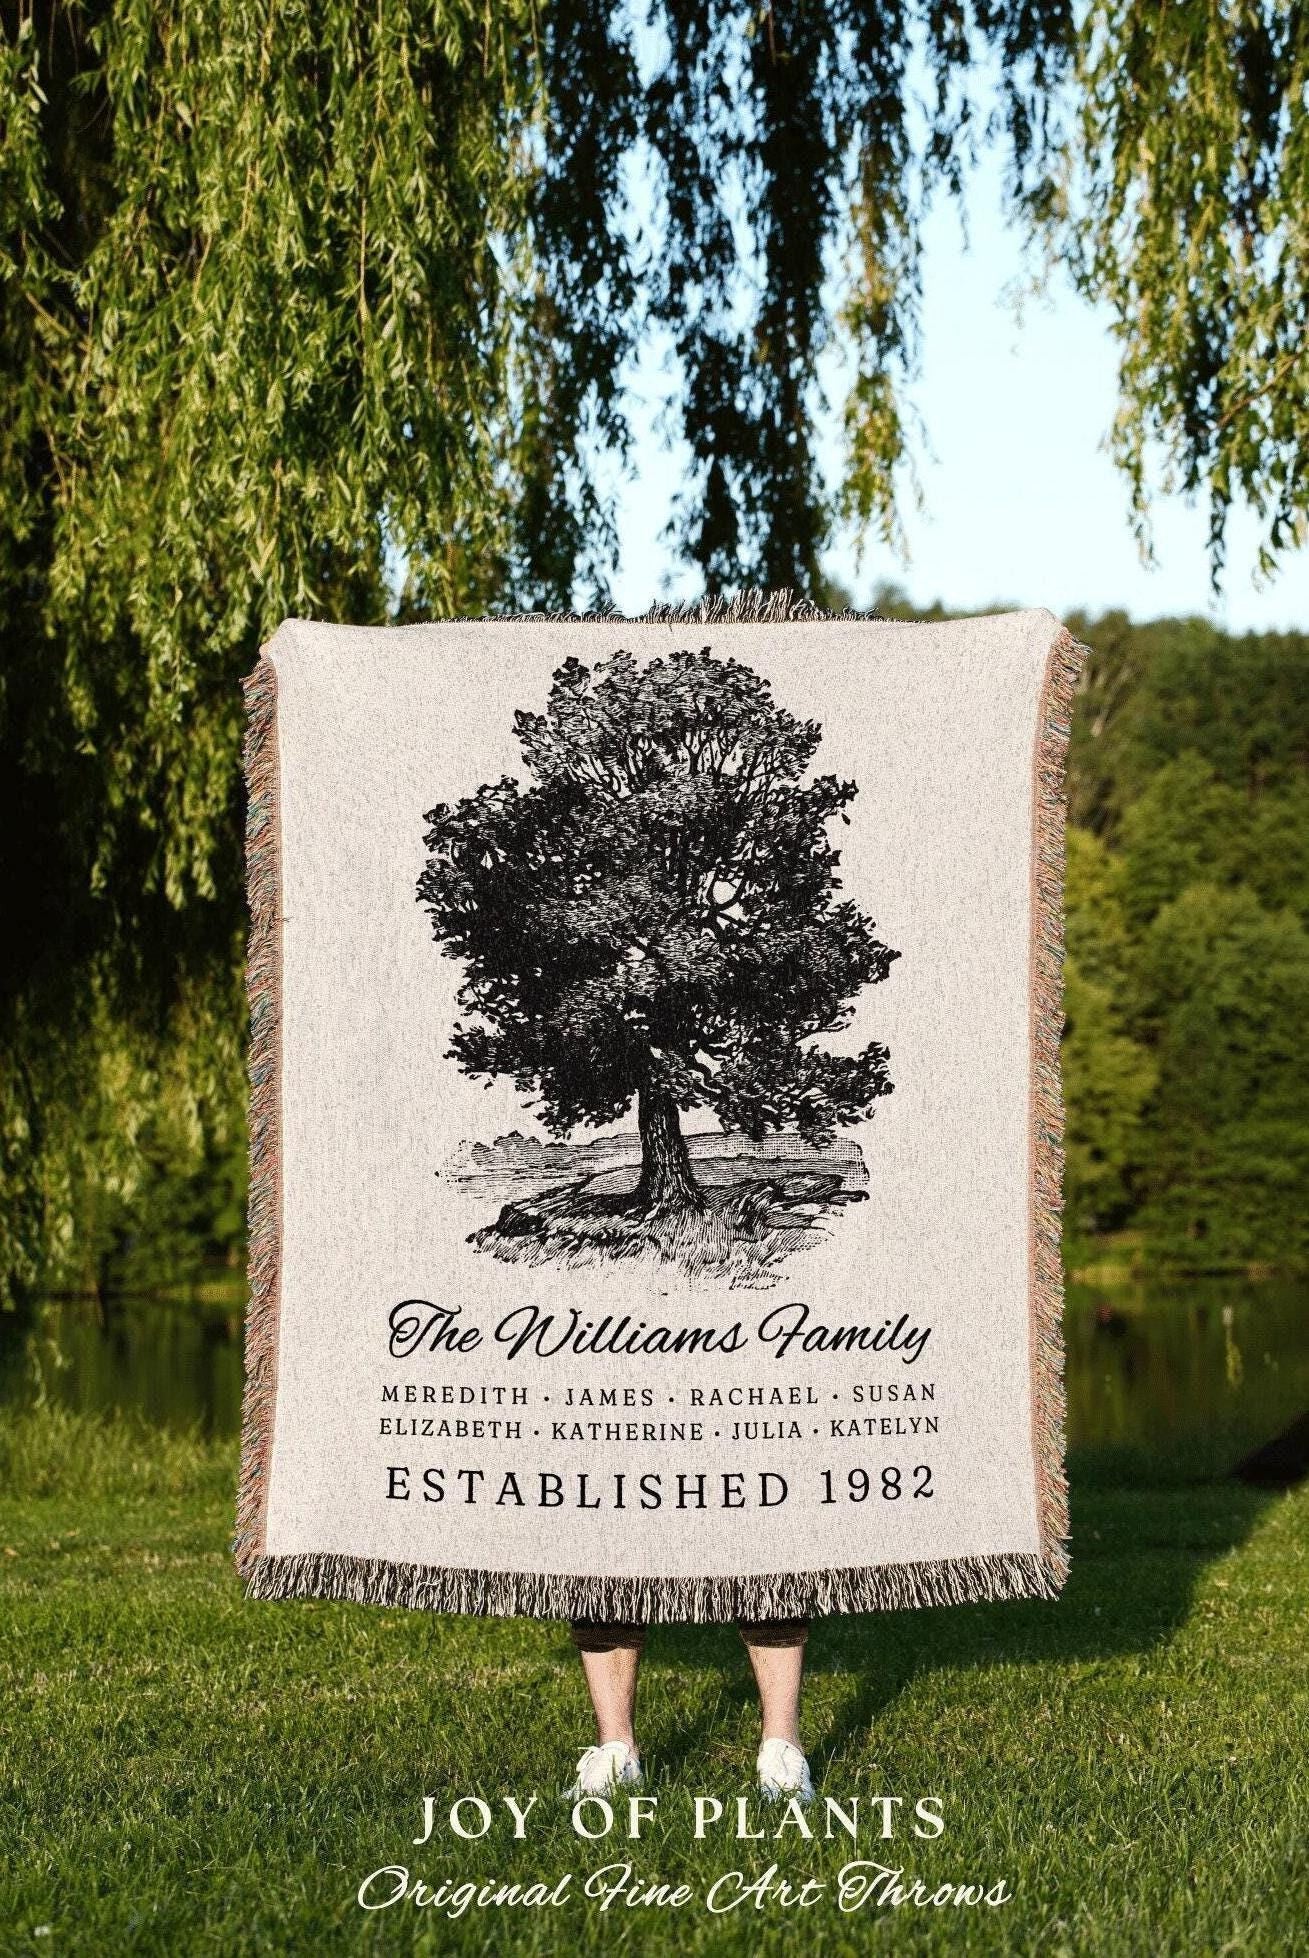 The Williams Family
MEREDITH • JAMES • RACHAEL • SUSAN
ELIZABETH • KATHERINE • JULIA • KATELYN
ESTABLISHED 1982
JOY OF PLANTS
Original Fine Art Throws